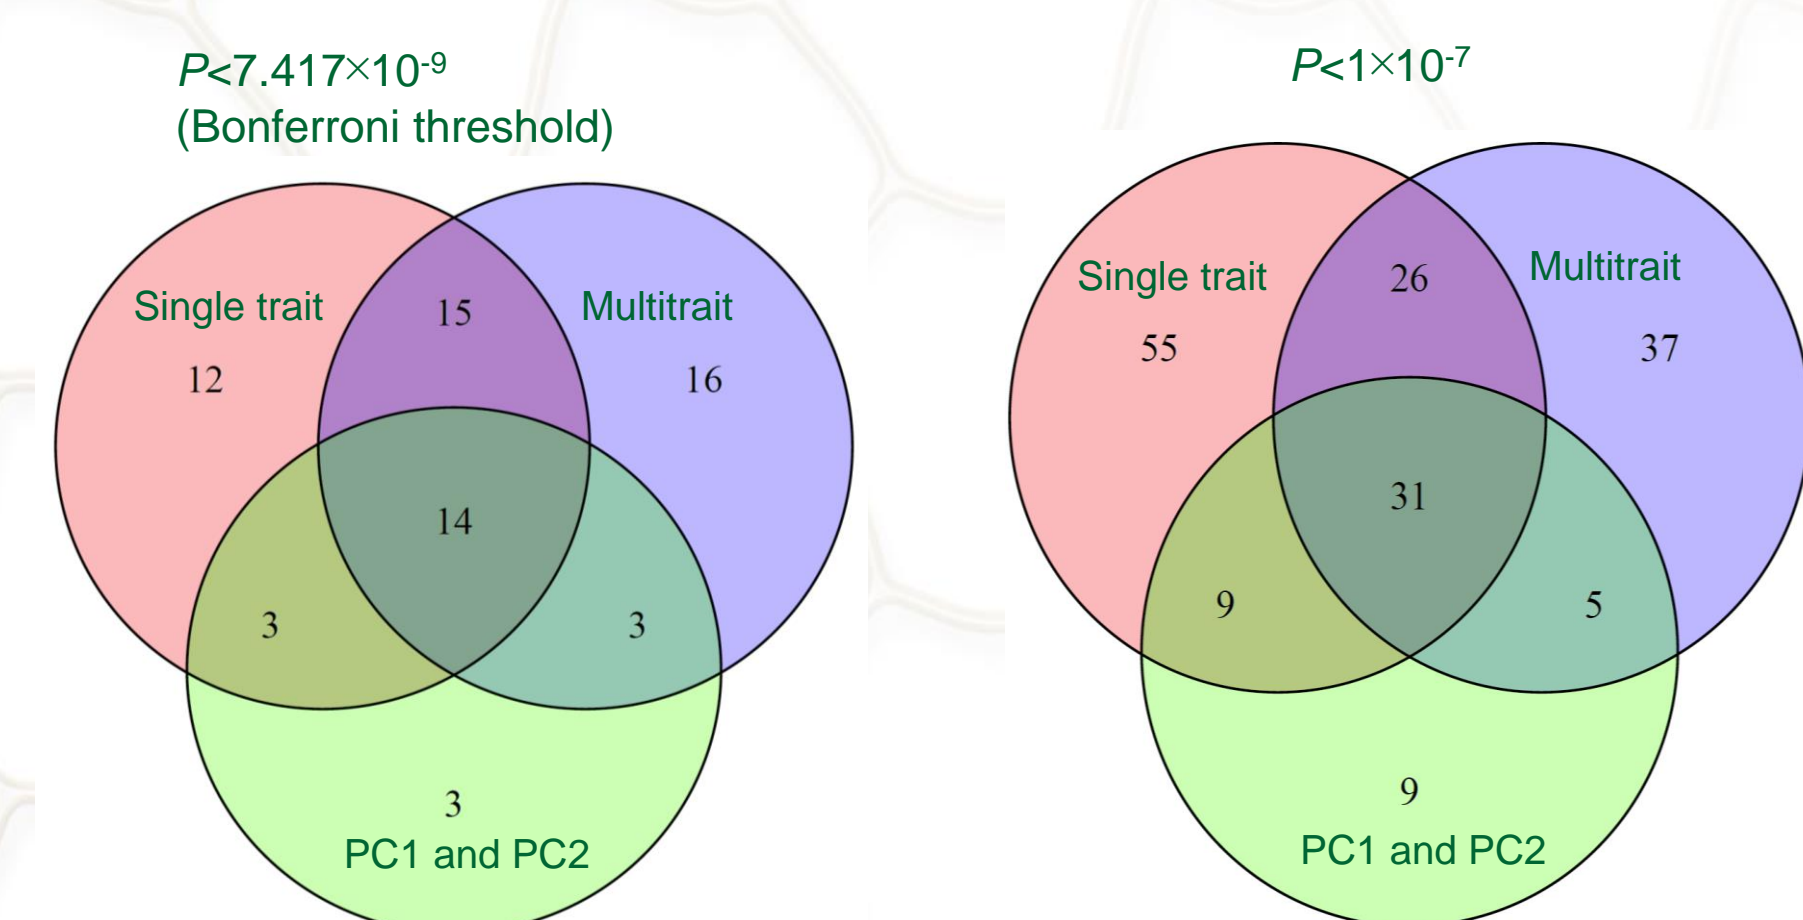 P<7.417×10⁻⁹
(Bonferroni threshold)
Single trait
15
Multitrait
12
16
14
3
3
3
PC1 and PC2
P<1×10⁻⁷
Single trait
26
Multitrait
55
37
31
9
5
9
PC1 and PC2